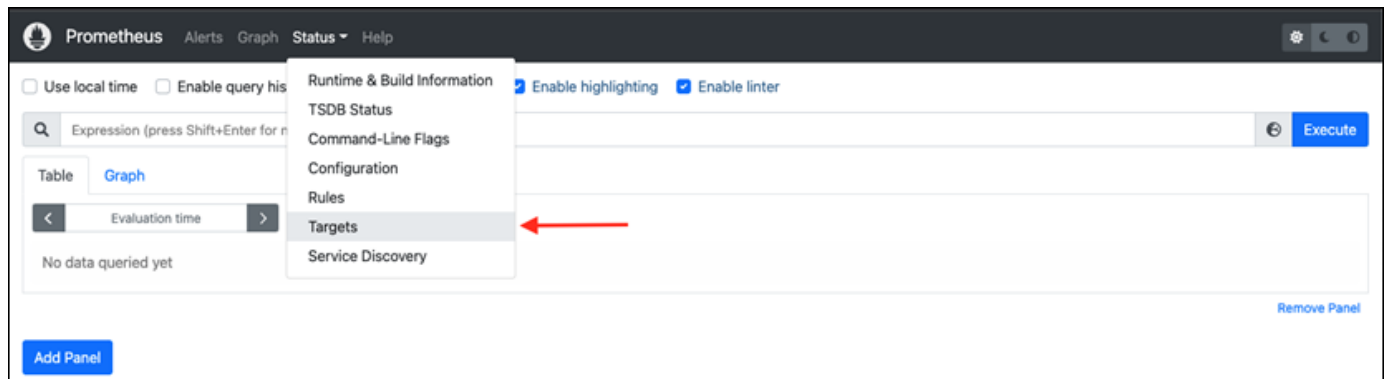 Prometheus Alerts Graph Status Help
Use local time Enable query his Enable highlighting Enable linter
Runtime & Build Information
TSDB Status
Command-Line Flags
Configuration
Rules
Targets
Service Discovery
Expression (press Shift+Enter for n
Execute
Table Graph
Evaluation time
No data queried yet
Remove Panel
Add Panel